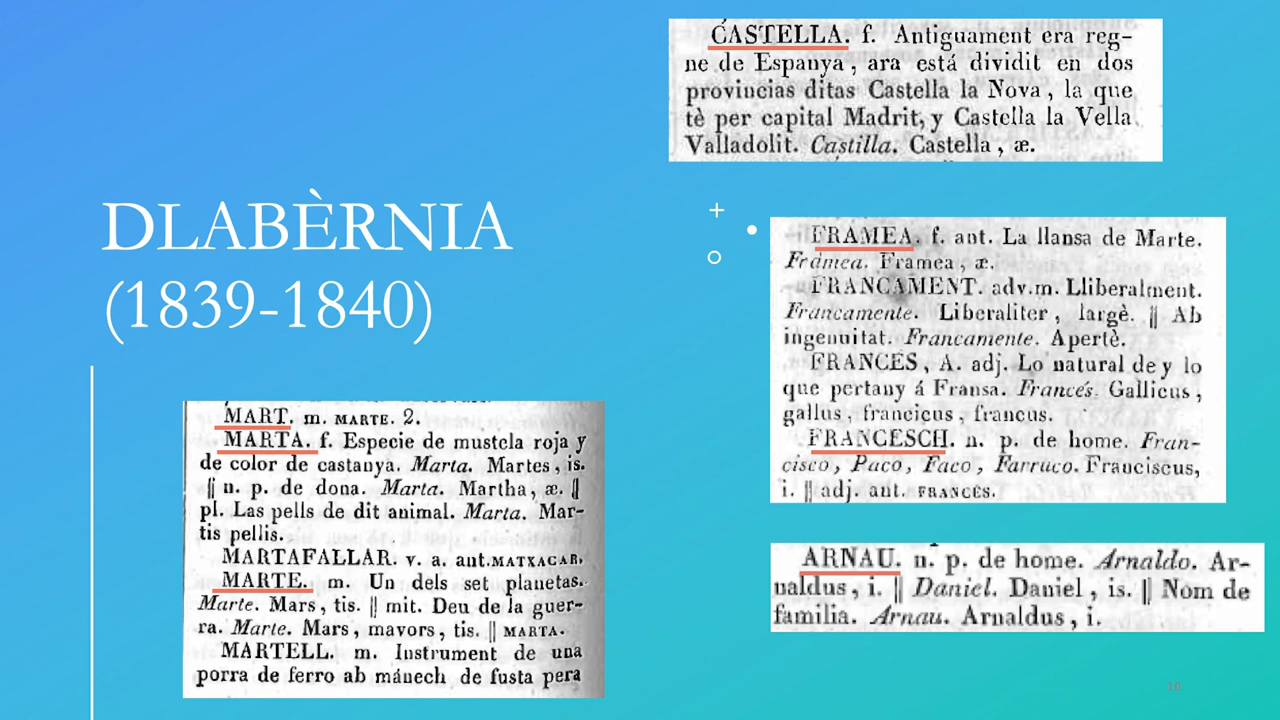 DLABÈRNIA
(1839-1840)
CASTELLA. f. Antiguament era reg-
ne de Espanya, ara está dividit en dos
provincias ditas Castella la Nova, la que
tè per capital Madrit, y Castella la Vella
Valladolit. Castilla. Castella, æ.
FRAMEA. f. ant. La llansa de Marte.
Frámea. Framea, æ.
FRANCAMENT. adv. m. Lliberalment.
Francamente. Liberaliter, largè. || Ab
ingenuitat. Francamente. Apertè.
FRANCÉS, A. adj. Lo natural de y lo
que pertany á Fransa. Francés. Gallicus,
gallus, francicus, francus.
FRANCESCH. n. p. de home. Fran-
cisco, Paco, Faco, Farruco. Franciscus,
i. || adj. ant. FRANCÉS.
MART. m. MARTE. 2.
MARTA. f. Especie de mustela roja y
de color de castanya. Marta. Martes, is.
|| n. p. de dona. Marta. Martha, æ. ||
pl. Las pells de dit animal. Marta. Mar-
tis pellis.
MARTAFALLAR. v. a. ant. MATXACAR.
MARTE. m. Un dels set planetas.
Marte. Mars, tis. || mit. Deu de la guer-
ra. Marte. Mars, mavors, tis. || MARTA.
MARTELL. m. Instrument de una
porra de ferro ab mánech de fusta pera
ARNAU. n. p. de home. Arnaldo. Ar-
naldus, i. || Daniel. Daniel, is. || Nom de
familia. Arnau. Arnaldus, i.
10